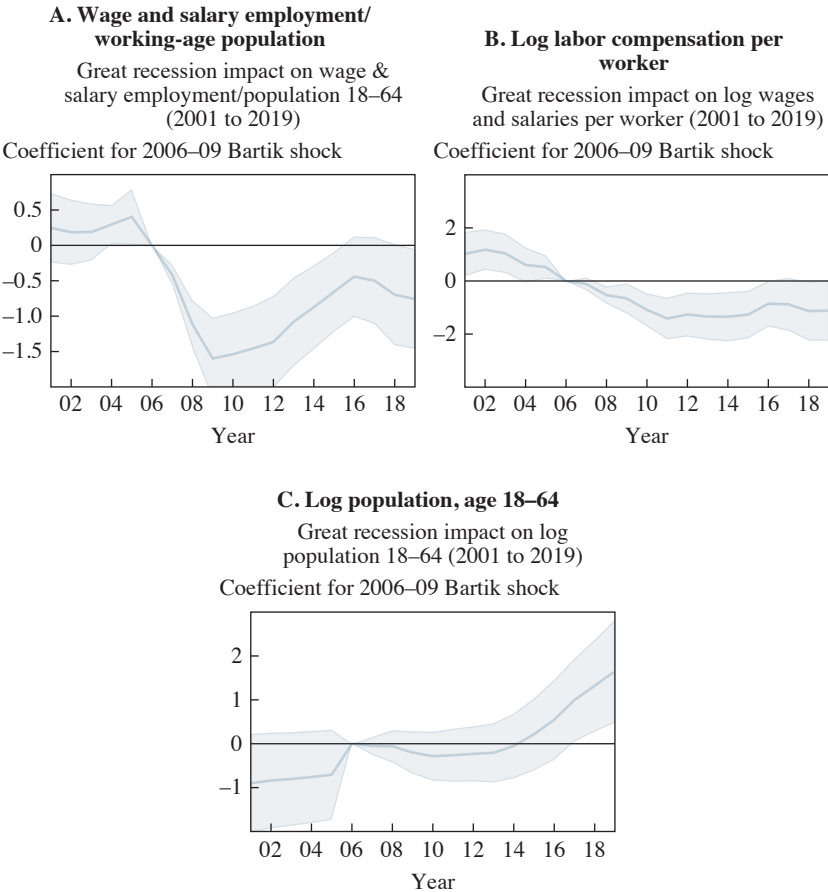 A. Wage and salary employment/
working-age population
Great recession impact on wage &
salary employment/population 18–64
(2001 to 2019)
Coefficient for 2006–09 Bartik shock
0.5
0
–0.5
–1.0
–1.5
02 04 06 08 10 12 14 16 18
Year
B. Log labor compensation per
worker
Great recession impact on log wages
and salaries per worker (2001 to 2019)
Coefficient for 2006–09 Bartik shock
2
0
–2
02 04 06 08 10 12 14 16 18
Year
C. Log population, age 18–64
Great recession impact on log
population 18–64 (2001 to 2019)
Coefficient for 2006–09 Bartik shock
2
1
0
–1
02 04 06 08 10 12 14 16 18
Year